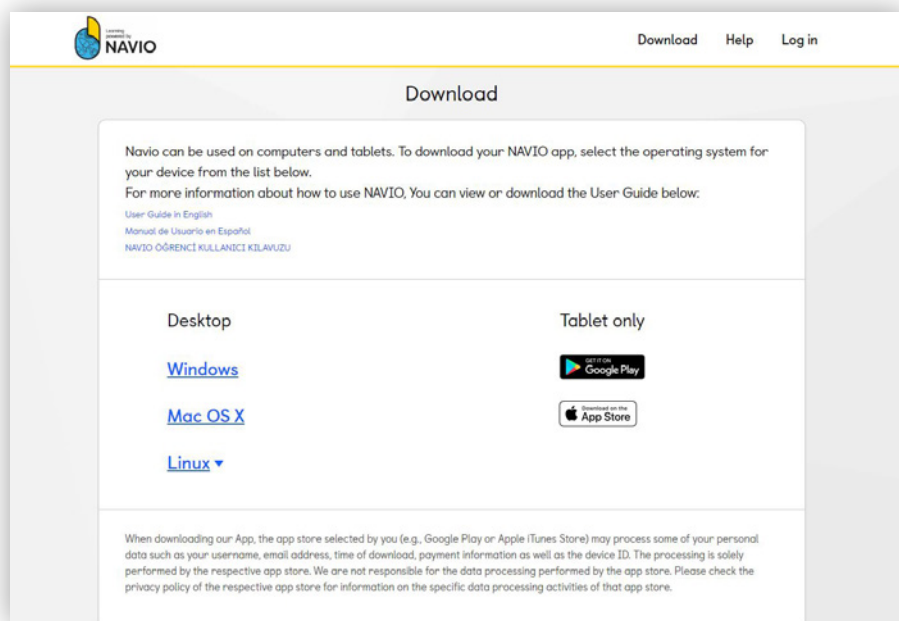 Learning
powered by
NAVIO
Download Help Log in
Download
Navio can be used on computers and tablets. To download your NAVIO app, select the operating system for
your device from the list below.
For more information about how to use NAVIO, You can view or download the User Guide below:
User Guide in English
Manual de Usuario en Español
NAVIO ÖĞRENCİ KULLANICI KILAVUZU
Desktop
Windows
Mac OS X
Linux
Tablet only
GET IT ON
Google Play
Download on the
App Store
When downloading our App, the app store selected by you (e.g., Google Play or Apple iTunes Store) may process some of your personal
data such as your username, email address, time of download, payment information as well as the device ID. The processing is solely
performed by the respective app store. We are not responsible for the data processing performed by the app store. Please check the
privacy policy of the respective app store for information on the specific data processing activities of that app store.